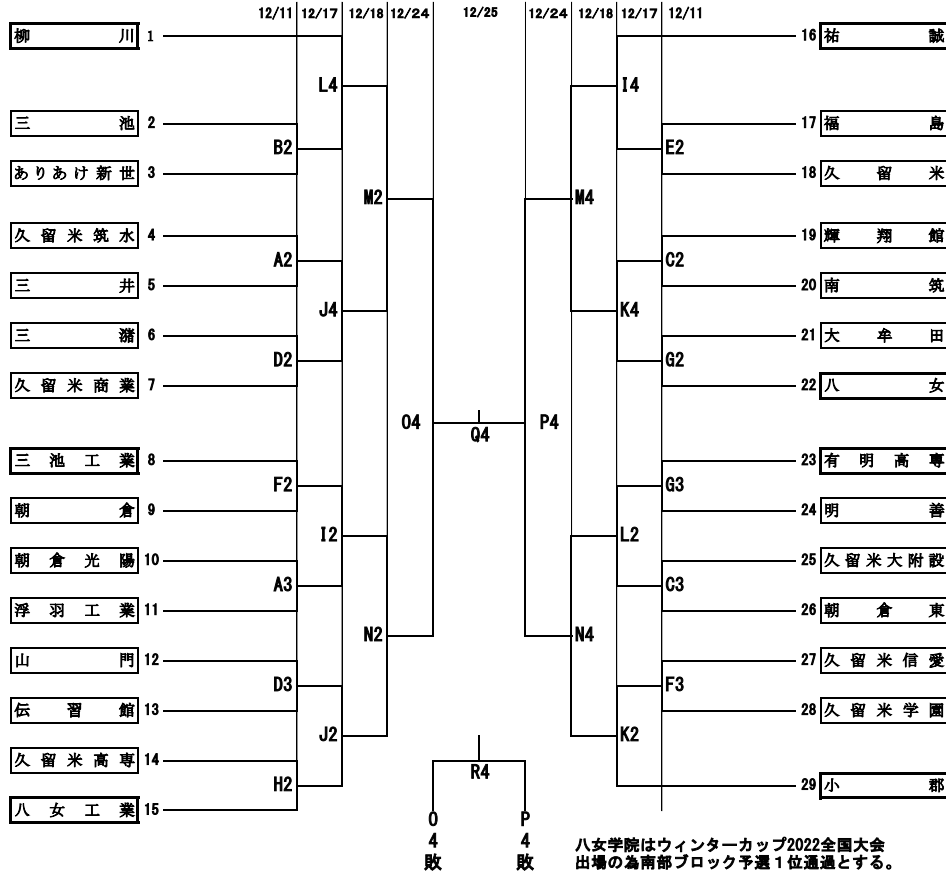 12/11 12/17 12/18 12/24 12/25 12/24 12/18 12/17 12/11
柳川 1
16 祐誠
L4
I4
三池 2
17 福島
B2
E2
ありあけ新世 3
18 久留米
M2
M4
久留米筑水 4
19 輝翔館
A2
C2
三井 5
20 南筑
J4
K4
三潴 6
21 大牟田
D2
G2
久留米商業 7
22 八女
O4
Q4
P4
三池工業 8
23 有明高専
F2
G3
朝倉 9
24 明善
I2
L2
朝倉光陽 10
25 久留米大附設
A3
C3
浮羽工業 11
26 朝倉東
N2
N4
山門 12
27 久留米信愛
D3
F3
伝習館 13
28 久留米学園
J2
K2
久留米高専 14
R4
H2
29 小郡
八女工業 15
O4敗
P4敗
八女学院はウィンターカップ2022全国大会
出場の為南部ブロック予選1位通過とする。